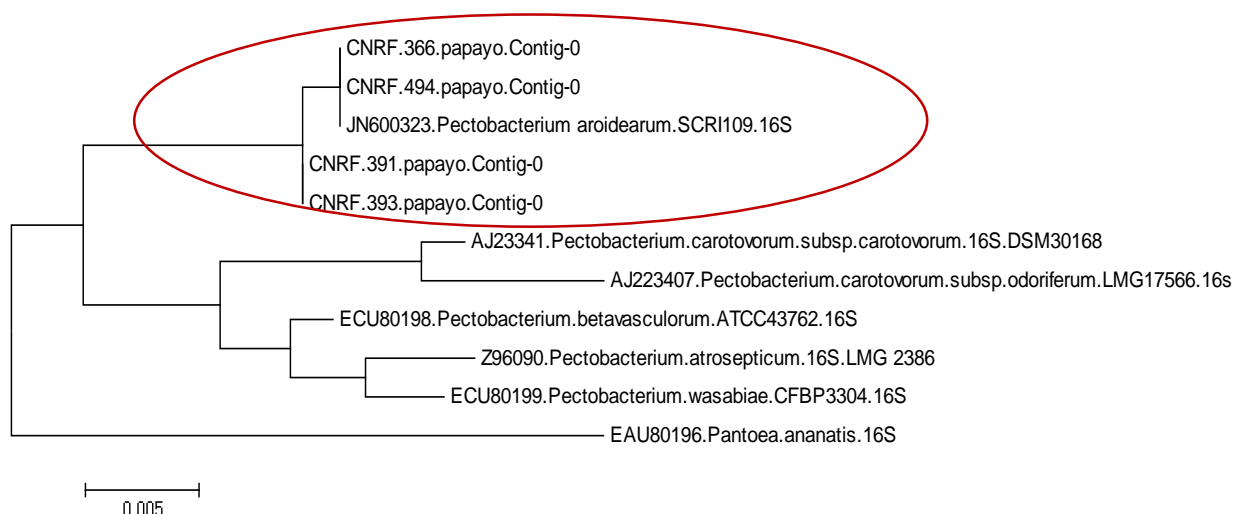 CNRF.366.papayo.Contig-0
CNRF.494.papayo.Contig-0
JN600323.Pectobacterium aroidearum.SCRI109.16S
CNRF.391.papayo.Contig-0
CNRF.393.papayo.Contig-0
AJ23341.Pectobacterium.carotovorum.subsp.carotovorum.16S.DSM30168
AJ223407.Pectobacterium.carotovorum.subsp.odoriferum.LMG17566.16s
ECU80198.Pectobacterium.betavasculorum.ATCC43762.16S
Z96090.Pectobacterium.atrosepticum.16S.LMG 2386
ECU80199.Pectobacterium.wasabiae.CFBP3304.16S
EAU80196.Pantoea.ananatis.16S
0.005